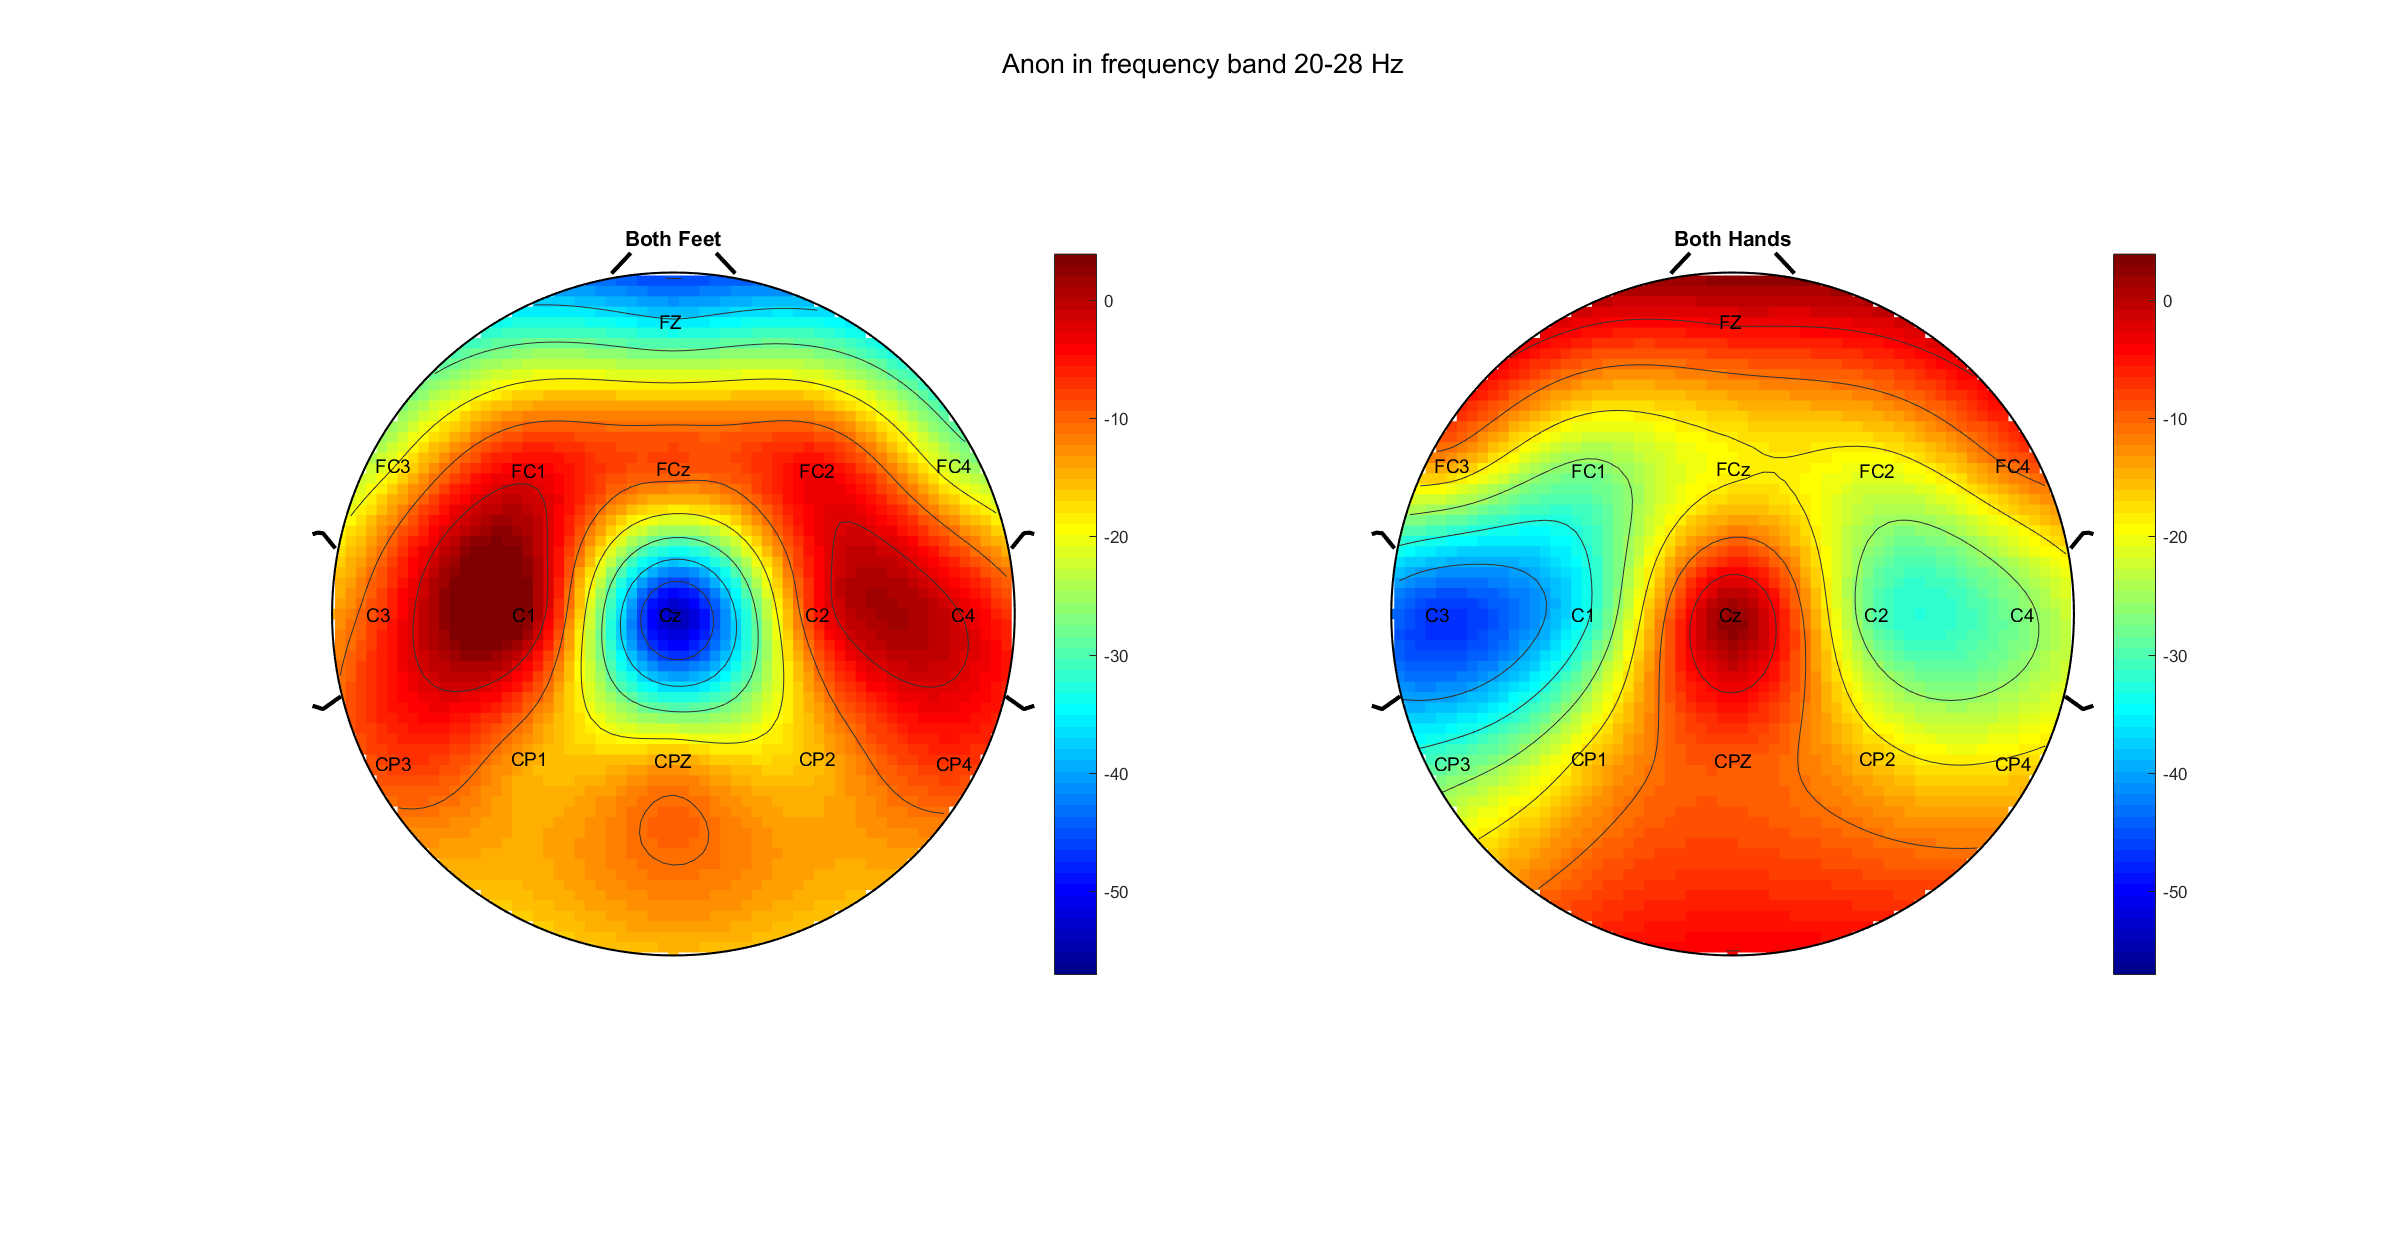 Anon in frequency band 20-28 Hz
Both Feet
FZ
FC3 FC1 FCz FC2 FC4
C3 C1 Cz C2 C4
CP3 CP1 CPZ CP2 CP4
0
-10
-20
-30
-40
-50
Both Hands
FZ
FC3 FC1 FCz FC2 FC4
C3 C1 Cz C2 C4
CP3 CP1 CPZ CP2 CP4
0
-10
-20
-30
-40
-50